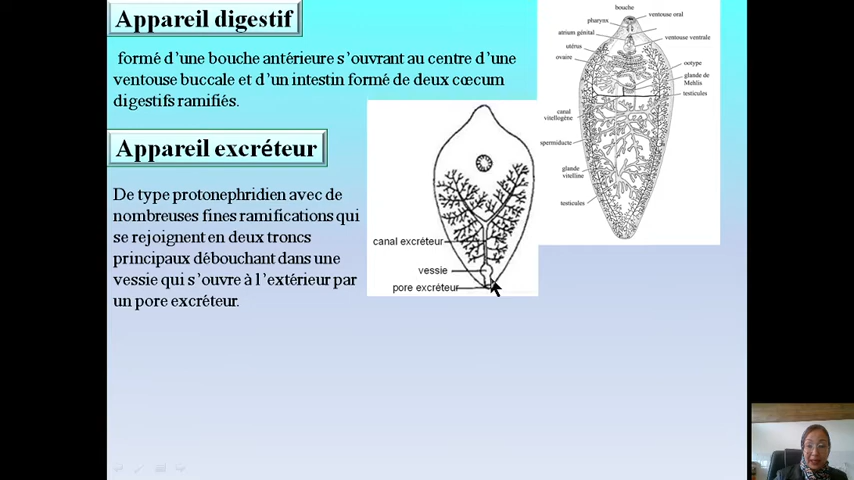 Appareil digestif
formé d’une bouche antérieure s’ouvrant au centre d’une
ventouse buccale et d’un intestin formé de deux cœcum
digestifs ramifiés.
Appareil excréteur
De type protonephridien avec de
nombreuses fines ramifications qui
se rejoignent en deux troncs
principaux débouchant dans une
vessie qui s’ouvre à l’extérieur par
un pore excréteur.
canal excréteur
vessie
pore excréteur
bouche
ventouse oral
pharynx
atrium génital
ventouse ventrale
utérus
ovaire
ootype
glande de
Mehlis
testicules
canal
vitellogène
spermiducte
glande
vitelline
testicules